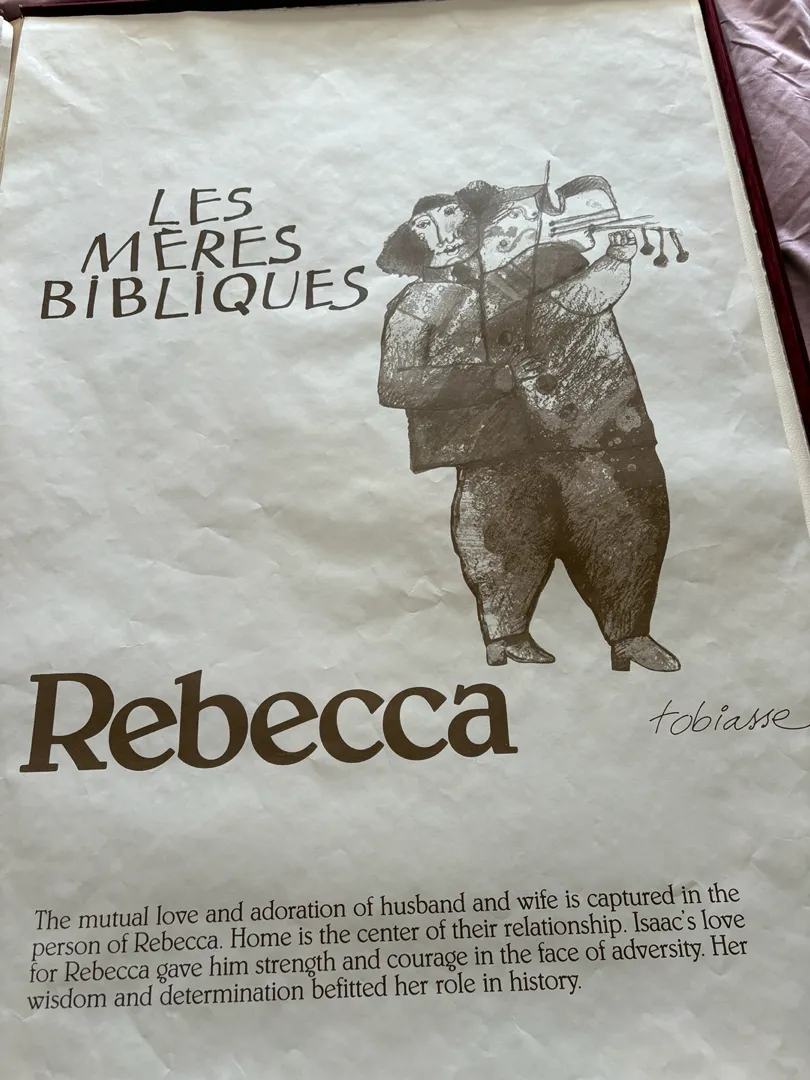 LES
MÈRES
BIBLIQUES
Rebecca
tobiasse
The mutual love and adoration of husband and wife is captured in the
person of Rebecca. Home is the center of their relationship. Isaac's love
for Rebecca gave him strength and courage in the face of adversity. Her
wisdom and determination befitted her role in history.